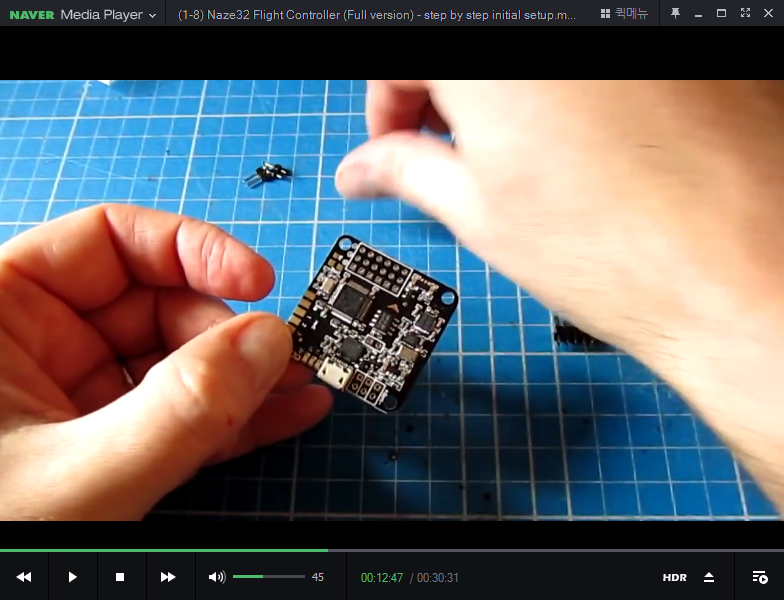 NAVER Media Player
(1-8) Naze32 Flight Controller (Full version) - step by step initial setup.m...
퀵메뉴
45
00:12:47 / 00:30:31
HDR